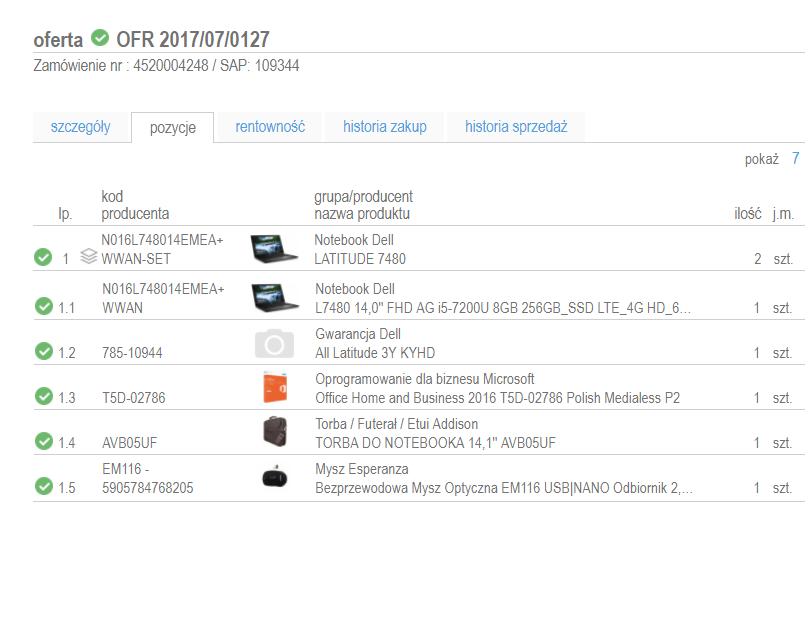 oferta OFR 2017/07/0127
Zamówienie nr : 4520004248 / SAP: 109344
szczegóły pozycje rentowność historia zakup historia sprzedaż
pokaż 7
lp. kod producenta grupa/producent nazwa produktu ilość j.m.
N016L748014EMEA+ Notebook Dell
1 WWAN-SET LATITUDE 7480 2 szt.
N016L748014EMEA+ Notebook Dell
1.1 WWAN L7480 14,0" FHD AG i5-7200U 8GB 256GB_SSD LTE_4G HD_6... 1 szt.
Gwarancja Dell
1.2 785-10944 All Latitude 3Y KYHD 1 szt.
Oprogramowanie dla biznesu Microsoft
1.3 T5D-02786 Office Home and Business 2016 T5D-02786 Polish Medialess P2 1 szt.
Torba / Futerał / Etui Addison
1.4 AVB05UF TORBA DO NOTEBOOKA 14,1" AVB05UF 1 szt.
EM116 - Mysz Esperanza
1.5 5905784768205 Bezprzewodowa Mysz Optyczna EM116 USB|NANO Odbiornik 2,... 1 szt.